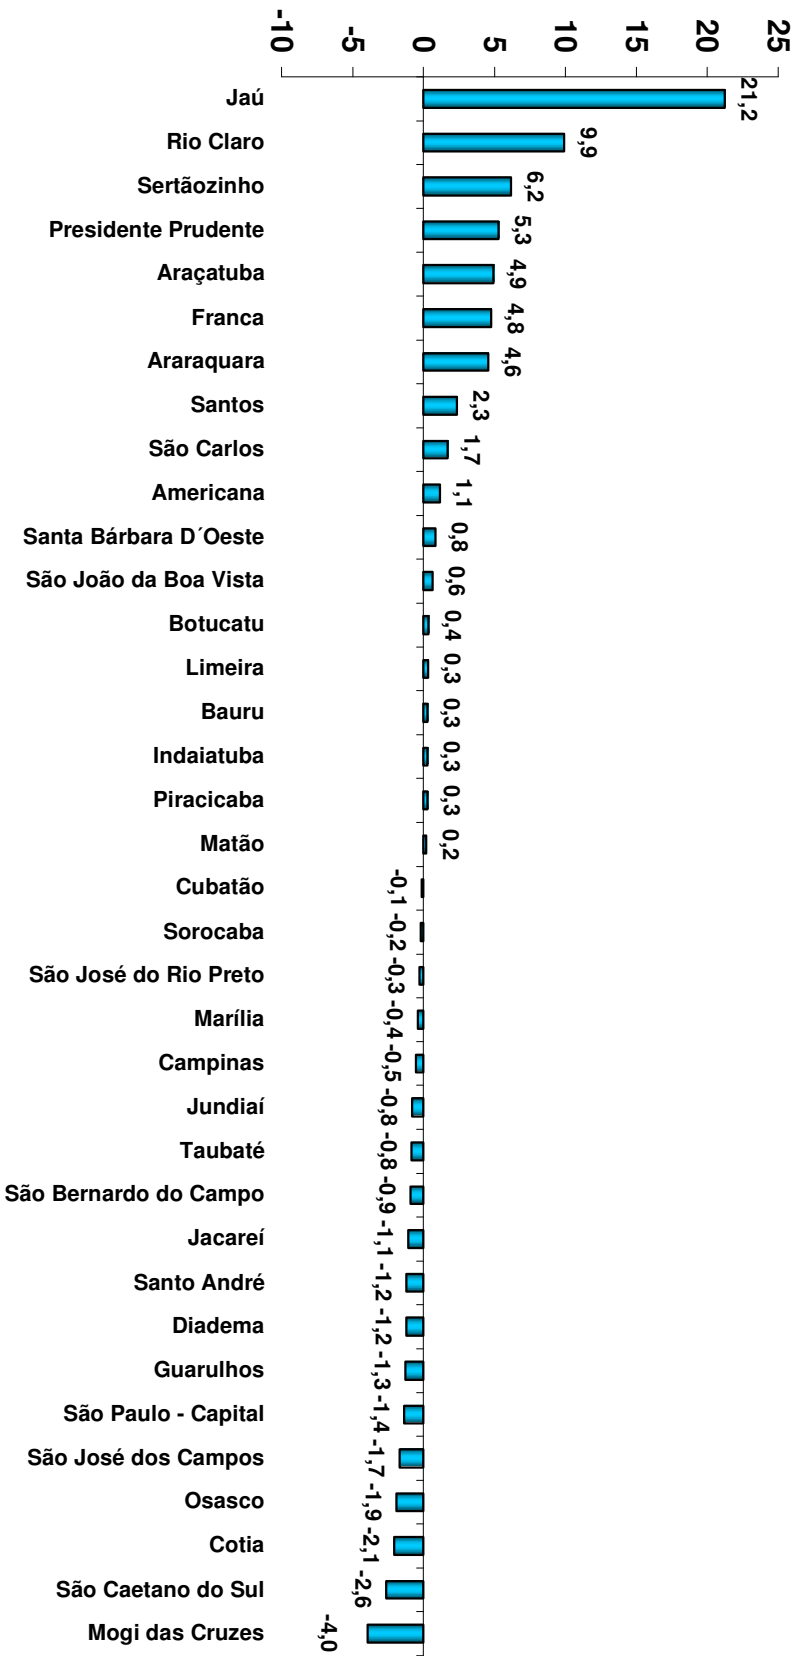 -10
-5
0
5
10
15
20
25
Jaú 21,2
Rio Claro 9,9
Sertãozinho 6,2
Presidente Prudente 5,3
Araçatuba 4,9
Franca 4,8
Araraquara 4,6
Santos 2,3
São Carlos 1,7
Americana 1,1
Santa Bárbara D´Oeste 0,8
São João da Boa Vista 0,6
Botucatu 0,4
Limeira 0,3
Bauru 0,3
Indaiatuba 0,3
Piracicaba 0,3
Matão 0,2
Cubatão -0,1
Sorocaba -0,2
São José do Rio Preto -0,3
Marília -0,4
Campinas -0,5
Jundiaí -0,8
Taubaté -0,8
São Bernardo do Campo -0,9
Jacareí -1,1
Santo André -1,2
Diadema -1,2
Guarulhos -1,3
São Paulo - Capital -1,4
São José dos Campos -1,7
Osasco -1,9
Cotia -2,1
São Caetano do Sul -2,6
Mogi das Cruzes -4,0